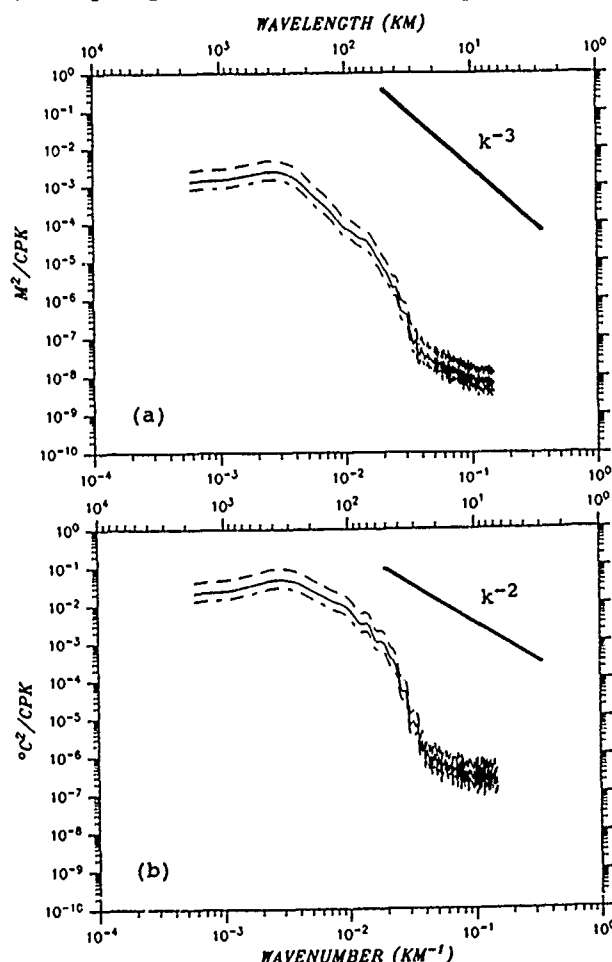 WAVELENGTH (KM)
10⁴ 10³ 10² 10¹ 10⁰
10⁰
10⁻¹
10⁻²
10⁻³
10⁻⁴
10⁻⁵
10⁻⁶
10⁻⁷
10⁻⁸
10⁻⁹
10⁻¹⁰
M²/CPK
k⁻³
(a)
10⁻⁴ 10⁻³ 10⁻² 10⁻¹ 10⁰
10⁴ 10³ 10² 10¹ 10⁰
10⁰
10⁻¹
10⁻²
10⁻³
10⁻⁴
10⁻⁵
10⁻⁶
10⁻⁷
10⁻⁸
10⁻⁹
10⁻¹⁰
°C²/CPK
k⁻²
(b)
10⁻⁴ 10⁻³ 10⁻² 10⁻¹ 10⁰
WAVENUMBER (KM⁻¹)